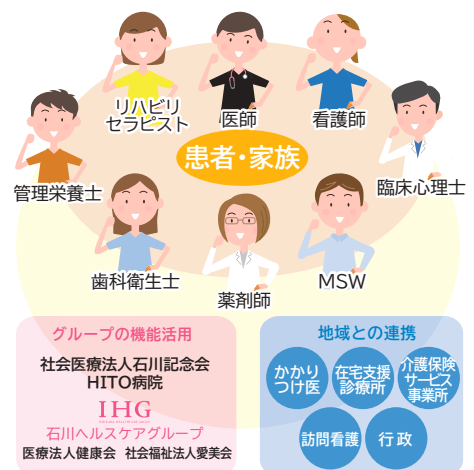 リハビリ
セラピスト
医師
看護師
患者・家族
管理栄養士
臨床心理士
歯科衛生士
薬剤師
MSW
グループの機能活用
社会医療法人石川記念会
HITO病院
IHG
石川ヘルスケアグループ
医療法人健康会 社会福祉法人愛美会
地域との連携
かかり
つけ医
在宅支援
診療所
介護保険
サービス
事業所
訪問看護
行政